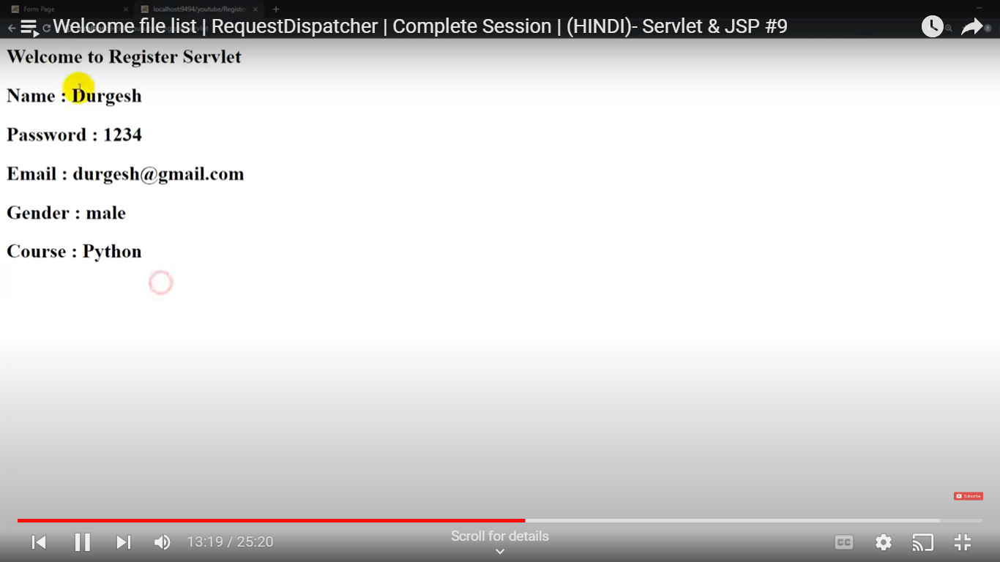 Form Page
localhost:9494/youtube/Registe
Welcome file list | RequestDispatcher | Complete Session | (HINDI)- Servlet & JSP #9
Welcome to Register Servlet
Name : Durgesh
Password : 1234
Email : durgesh@gmail.com
Gender : male
Course : Python
Subscribe
13:19 / 25:20
Scroll for details
CC